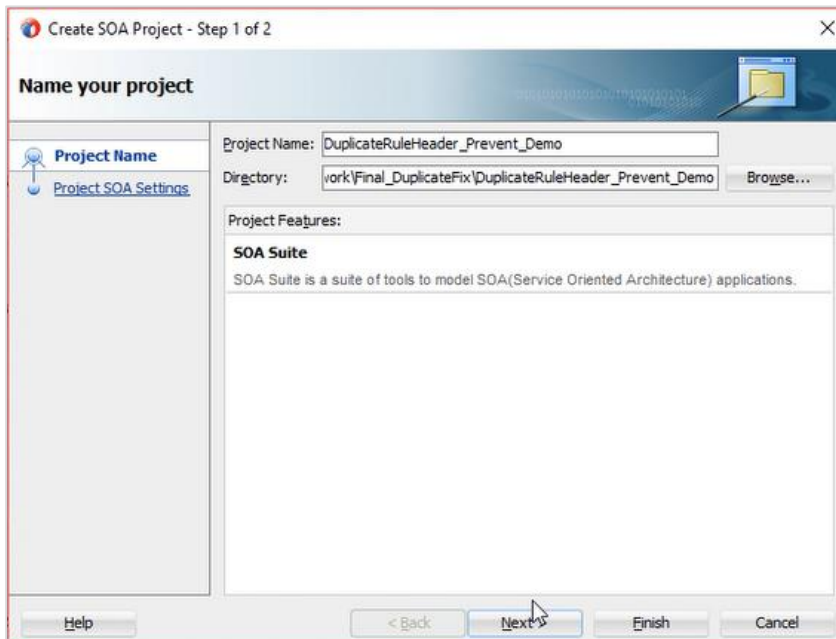 Create SOA Project - Step 1 of 2
Name your project
Project Name
Project SOA Settings
Project Name: DuplicateRuleHeader_Prevent_Demo
Directory: work\Final_DuplicateFix\DuplicateRuleHeader_Prevent_Demo Browse...
Project Features:
SOA Suite
SOA Suite is a suite of tools to model SOA(Service Oriented Architecture) applications.
Help < Back Next > Finish Cancel